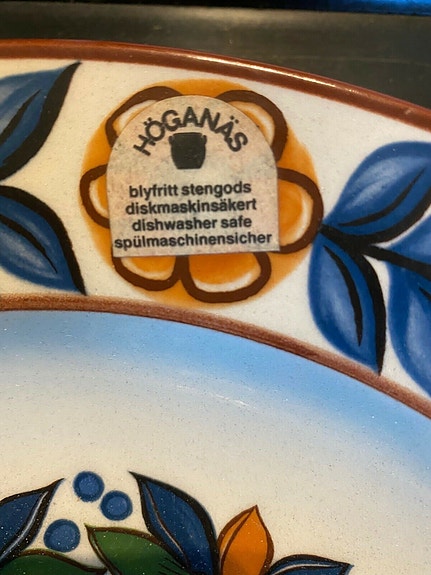 HÖGANÄS
blyfritt stengods
diskmaskinsäkert
dishwasher safe
spülmaschinensicher